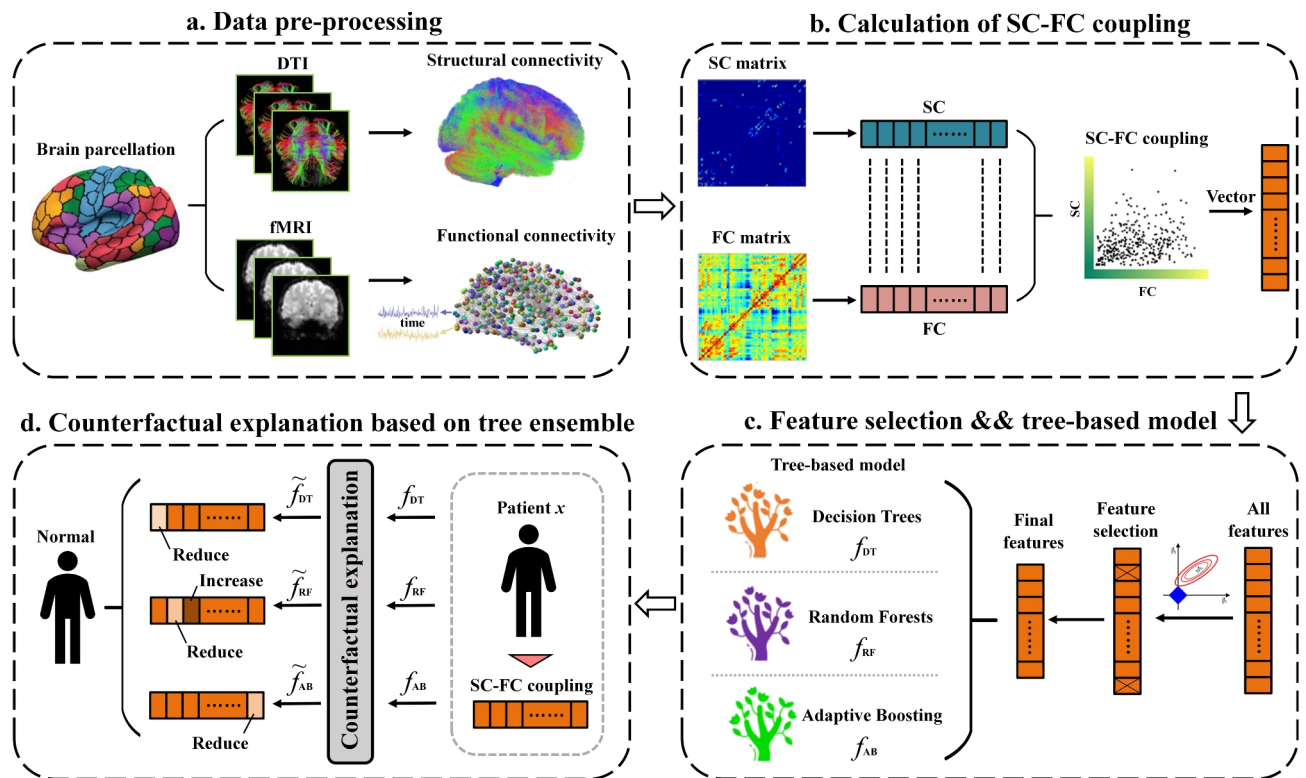 a. Data pre-processing
DTI
Structural connectivity
Brain parcellation
fMRI
Functional connectivity
time
b. Calculation of SC-FC coupling
SC matrix
SC
SC-FC coupling
Vector
SC
FC matrix
FC
FC
d. Counterfactual explanation based on tree ensemble
Normal
Reduce
Increase
Reduce
Reduce
f̃DT
f̃RF
f̃AB
Counterfactual explanation
fDT
fRF
fAB
Patient x
SC-FC coupling
c. Feature selection && tree-based model
Tree-based model
Decision Trees
fDT
Random Forests
fRF
Adaptive Boosting
fAB
Final
features
Feature
selection
All
features